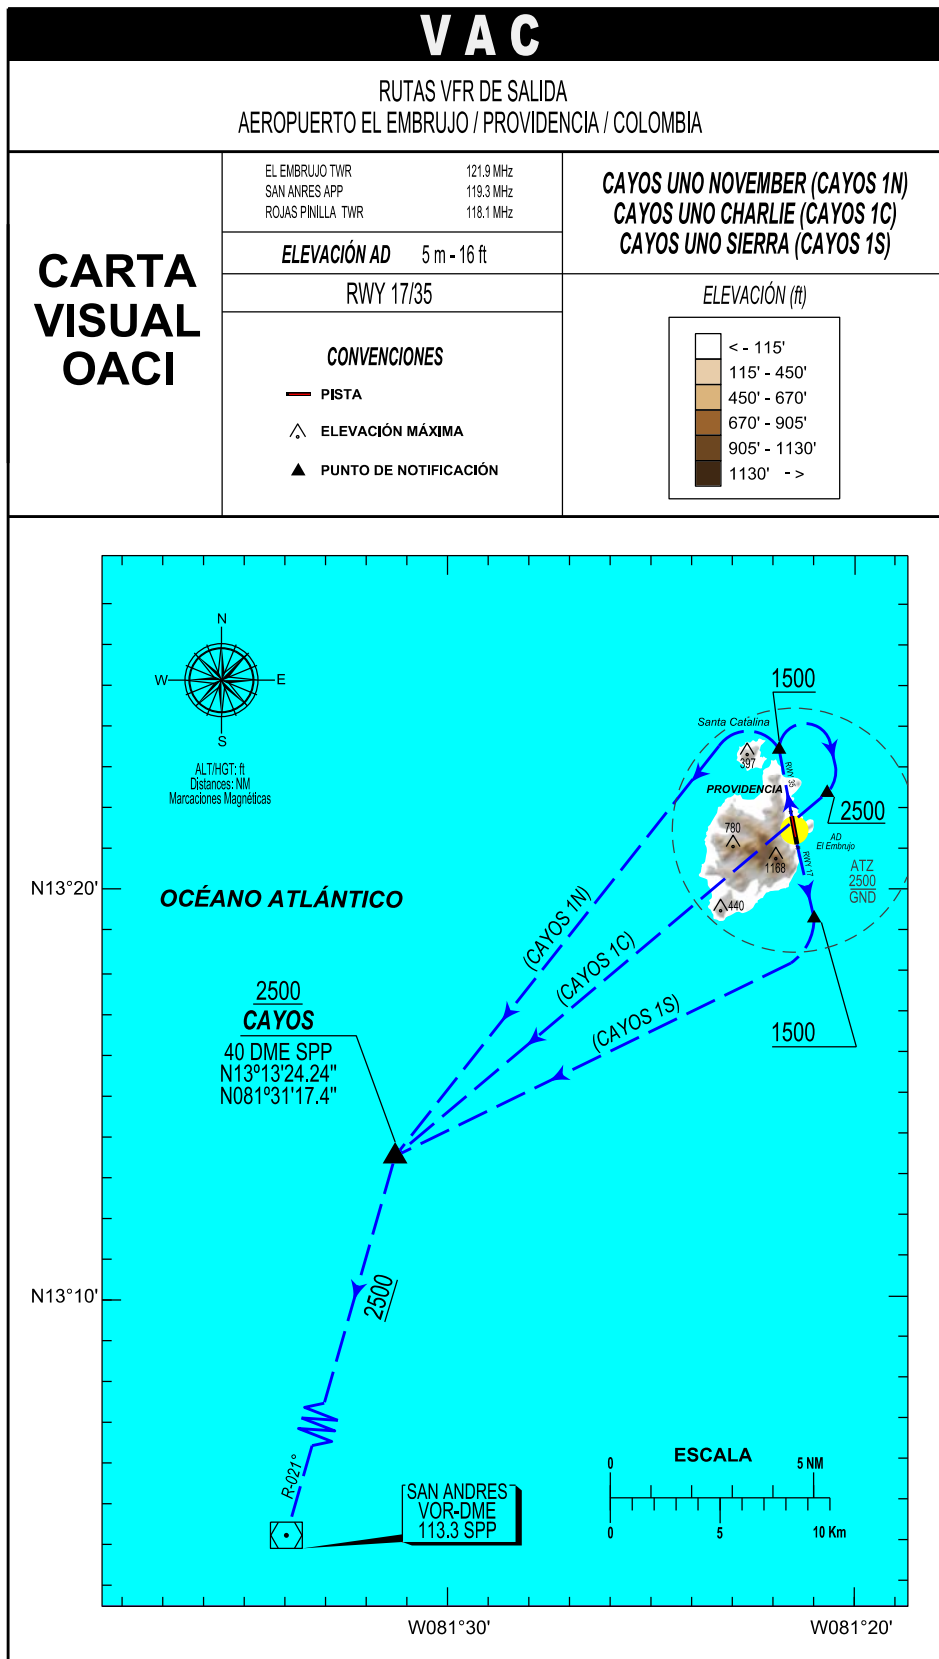 VAC
RUTAS VFR DE SALIDA
AEROPUERTO EL EMBRUJO / PROVIDENCIA / COLOMBIA
CARTA
VISUAL
OACI
EL EMBRUJO TWR 121.9 MHz
SAN ANRES APP 119.3 MHz
ROJAS PINILLA TWR 118.1 MHz
ELEVACIÓN AD 5 m - 16 ft
RWY 17/35
CONVENCIONES
PISTA
ELEVACIÓN MÁXIMA
PUNTO DE NOTIFICACIÓN
CAYOS UNO NOVEMBER (CAYOS 1N)
CAYOS UNO CHARLIE (CAYOS 1C)
CAYOS UNO SIERRA (CAYOS 1S)
ELEVACIÓN (ft)
< - 115'
115' - 450'
450' - 670'
670' - 905'
905' - 1130'
1130' - >
N
W E
S
ALT/HGT: ft
Distances: NM
Marcaciones Magnéticas
1500
Santa Catalina
397
RWY 35
PROVIDENCIA
2500
780
AD
El Embrujo
1168
RWY 17
ATZ
2500
GND
440
N13°20'
OCÉANO ATLÁNTICO
(CAYOS 1N)
(CAYOS 1C)
(CAYOS 1S)
1500
2500
CAYOS
40 DME SPP
N13º13'24.24"
N081º31'17.4"
N13°10'
2500
R-021°
SAN ANDRES
VOR-DME
113.3 SPP
ESCALA
0 5 NM
0 5 10 Km
W081°30' W081°20'